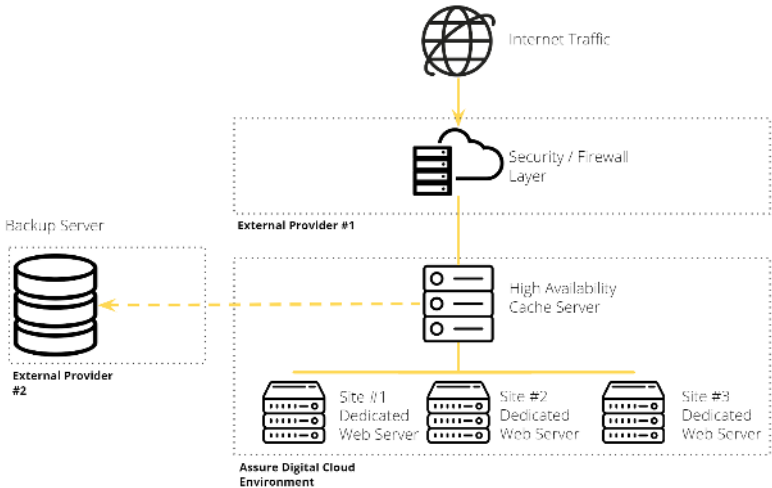 Internet Traffic
Security / Firewall
Layer
External Provider #1
Backup Server
High Availability
Cache Server
External Provider
#2
Site #1
Dedicated
Web Server
Site #2
Dedicated
Web Server
Site #3
Dedicated
Web Server
Assure Digital Cloud
Environment